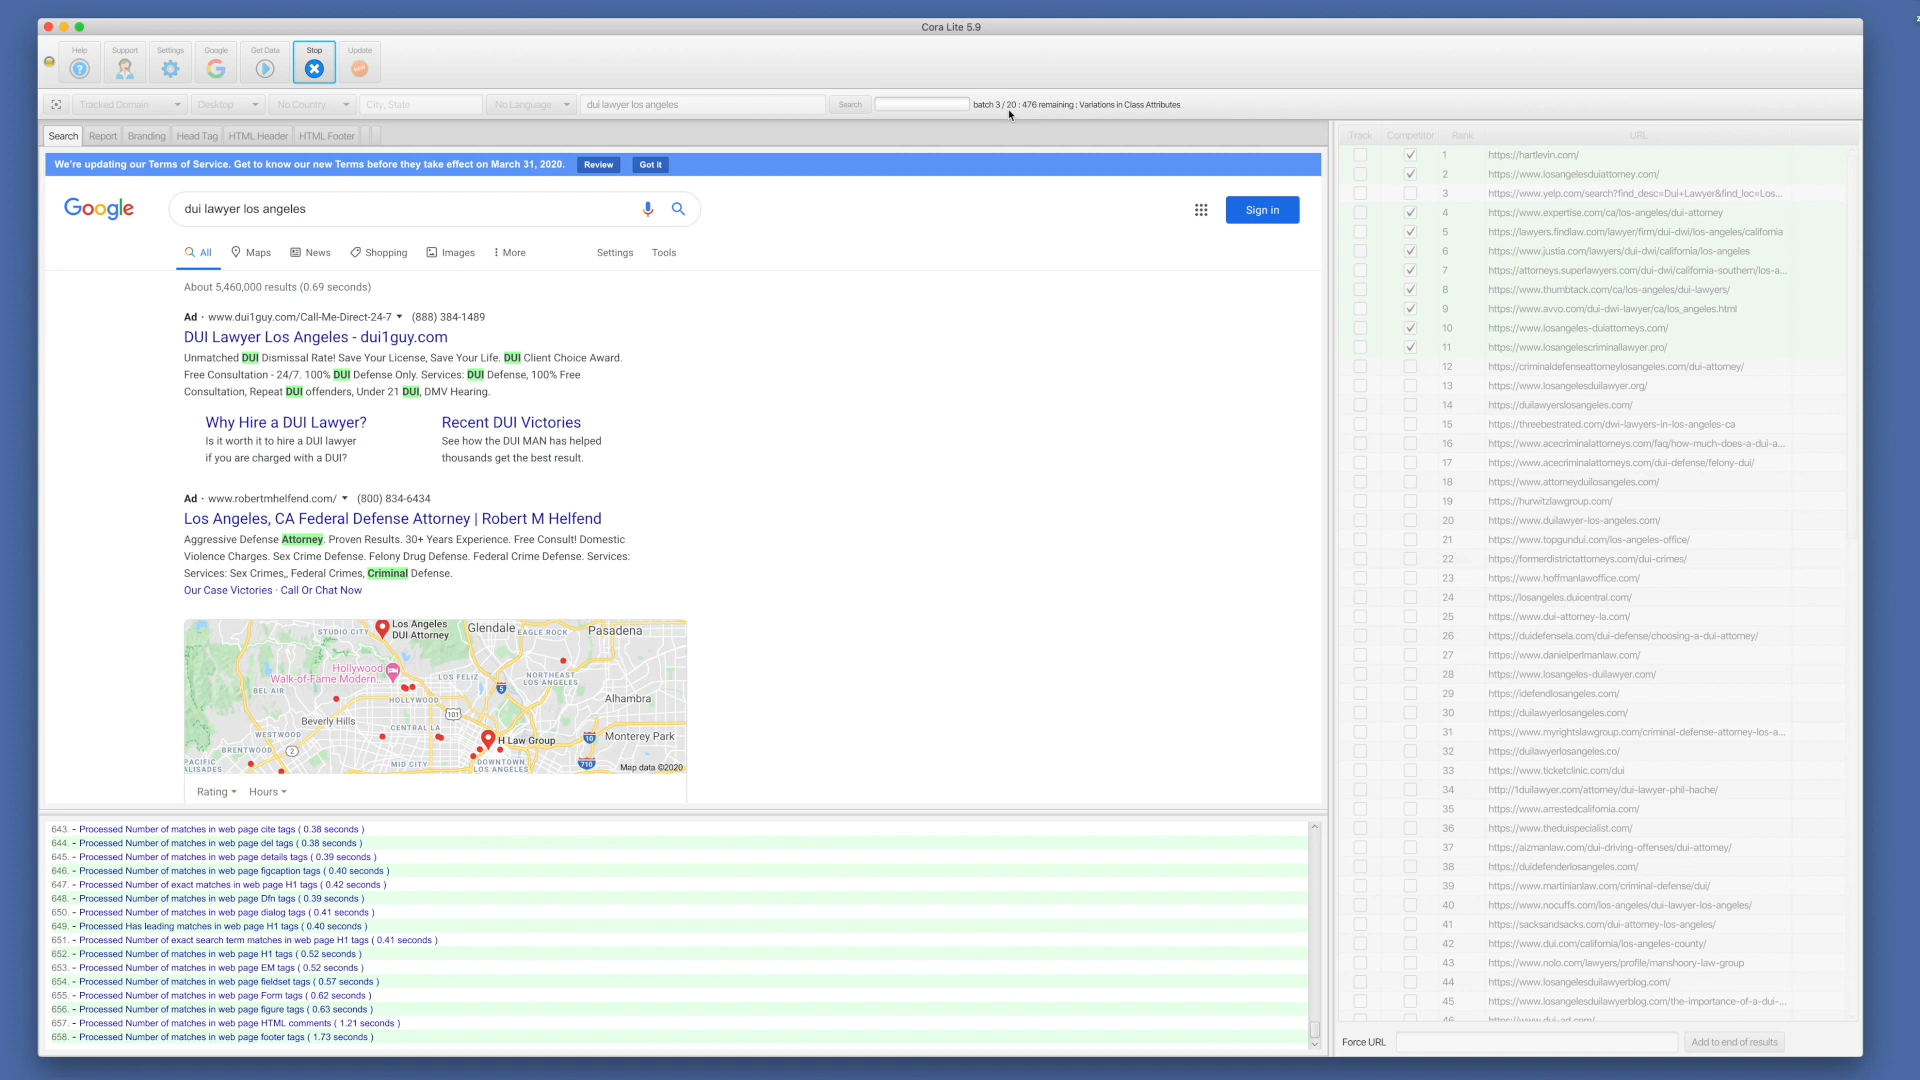 Cora Lite 5.9
Help
Support
Settings
Google
Get Data
Stop
Update
Tracked Domain
Desktop
No Country
City, State
No Language
dui lawyer los angeles
Search
batch 3 / 20 : 476 remaining : Variations in Class Attributes
Search
Report
Branding
Head Tag
HTML Header
HTML Footer
We're updating our Terms of Service. Get to know our new Terms before they take effect on March 31, 2020.
Review
Got it
Google
dui lawyer los angeles
Sign in
All
Maps
News
Shopping
Images
More
Settings
Tools
About 5,460,000 results (0.69 seconds)
Ad · www.dui1guy.com/Call-Me-Direct-24-7 (888) 384-1489
DUI Lawyer Los Angeles - dui1guy.com
Unmatched DUI Dismissal Rate! Save Your License, Save Your Life. DUI Client Choice Award.
Free Consultation - 24/7. 100% DUI Defense Only. Services: DUI Defense, 100% Free
Consultation, Repeat DUI offenders, Under 21 DUI, DMV Hearing.
Why Hire a DUI Lawyer?
Is it worth it to hire a DUI lawyer
if you are charged with a DUI?
Recent DUI Victories
See how the DUI MAN has helped
thousands get the best result.
Ad · www.robertmhelfend.com/ (800) 834-6434
Los Angeles, CA Federal Defense Attorney | Robert M Helfend
Aggressive Defense Attorney. Proven Results. 30+ Years Experience. Free Consult! Domestic
Violence Charges. Sex Crime Defense. Felony Drug Defense. Federal Crime Defense. Services:
Services: Sex Crimes,, Federal Crimes, Criminal Defense.
Our Case Victories · Call Or Chat Now
STUDIO CITY
Los Angeles
DUI Attorney
Glendale
EAGLE ROCK
Pasadena
Hollywood
Walk-of-Fame Modern...
BEL AIR
LOS FELIZ
5
NORTHEAST
LOS ANGELES
HOLLYWOOD
Alhambra
101
Beverly Hills
CENTRAL LA
WESTWOOD
H Law Group
10
Monterey Park
BRENTWOOD
2
PACIFIC
ALISADES
MID CITY
DOWNTOWN
LOS ANGELES
710
Map data ©2020
Rating
Hours
643. - Processed Number of matches in web page cite tags ( 0.38 seconds )
644. - Processed Number of matches in web page del tags ( 0.38 seconds )
645. - Processed Number of matches in web page details tags ( 0.39 seconds )
646. - Processed Number of matches in web page figcaption tags ( 0.40 seconds )
647. - Processed Number of exact matches in web page H1 tags ( 0.42 seconds )
648. - Processed Number of matches in web page Dfn tags ( 0.39 seconds )
650. - Processed Number of matches in web page dialog tags ( 0.41 seconds )
649. - Processed Has leading matches in web page H1 tags ( 0.40 seconds )
651. - Processed Number of exact search term matches in web page H1 tags ( 0.41 seconds )
652. - Processed Number of matches in web page H1 tags ( 0.52 seconds )
653. - Processed Number of matches in web page EM tags ( 0.52 seconds )
654. - Processed Number of matches in web page fieldset tags ( 0.57 seconds )
655. - Processed Number of matches in web page Form tags ( 0.62 seconds )
656. - Processed Number of matches in web page figure tags ( 0.63 seconds )
657. - Processed Number of matches in web page HTML comments ( 1.21 seconds )
658. - Processed Number of matches in web page footer tags ( 1.73 seconds )
Track Competitor Rank URL
1 https://hartlevin.com/
2 https://www.losangelesduiattorney.com/
3 https://www.yelp.com/search?find_desc=Dui+Lawyer&find_loc=Los...
4 https://www.expertise.com/ca/los-angeles/dui-attorney
5 https://lawyers.findlaw.com/lawyer/firm/dui-dwi/los-angeles/california
6 https://www.justia.com/lawyers/dui-dwi/california/los-angeles
7 https://attorneys.superlawyers.com/dui-dwi/california-southern/los-a...
8 https://www.thumbtack.com/ca/los-angeles/dui-lawyers/
9 https://www.avvo.com/dui-dwi-lawyer/ca/los_angeles.html
10 https://www.losangeles-duiattorneys.com/
11 https://www.losangelescriminallawyer.pro/
12 https://criminaldefenseattorneylosangeles.com/dui-attorney/
13 https://www.losangelesduilawyer.org/
14 https://duilawyerslosangeles.com/
15 https://threebestrated.com/dwi-lawyers-in-los-angeles-ca
16 https://www.acecriminalattorneys.com/faq/how-much-does-a-dui-a...
17 https://www.acecriminalattorneys.com/dui-defense/felony-dui/
18 https://www.attorneyduilosangeles.com/
19 https://hurwitzlawgroup.com/
20 https://www.duilawyer-los-angeles.com/
21 https://www.topgundui.com/los-angeles-office/
22 https://formerdistrictattorneys.com/dui-crimes/
23 https://www.hoffmanlawoffice.com/
24 https://losangeles.duicentral.com/
25 https://www.dui-attorney-la.com/
26 https://duidefensela.com/dui-defense/choosing-a-dui-attorney/
27 https://www.danielperlmanlaw.com/
28 https://www.losangeles-duilawyer.com/
29 https://idefendlosangeles.com/
30 https://duilawyerlosangeles.com/
31 https://www.myrightslawgroup.com/criminal-defense-attorney-los-a...
32 https://duilawyerlosangeles.co/
33 https://www.ticketclinic.com/dui
34 http://1duilawyer.com/attorney/dui-lawyer-phil-hache/
35 https://www.arrestedcalifornia.com/
36 https://www.theduispecialist.com/
37 https://aizmanlaw.com/dui-driving-offenses/dui-attorney/
38 https://duidefenderlosangeles.com/
39 https://www.martinianlaw.com/criminal-defense/dui/
40 https://www.nocuffs.com/los-angeles/dui-lawyer-los-angeles/
41 https://sacksandsacks.com/dui-attorney-los-angeles/
42 https://www.dui.com/california/los-angeles-county/
43 https://www.nolo.com/lawyers/profile/manshoory-law-group
44 https://www.losangelesduilawyerblog.com/
45 https://www.losangelesduilawyerblog.com/the-importance-of-a-dui-...
Force URL
Add to end of results